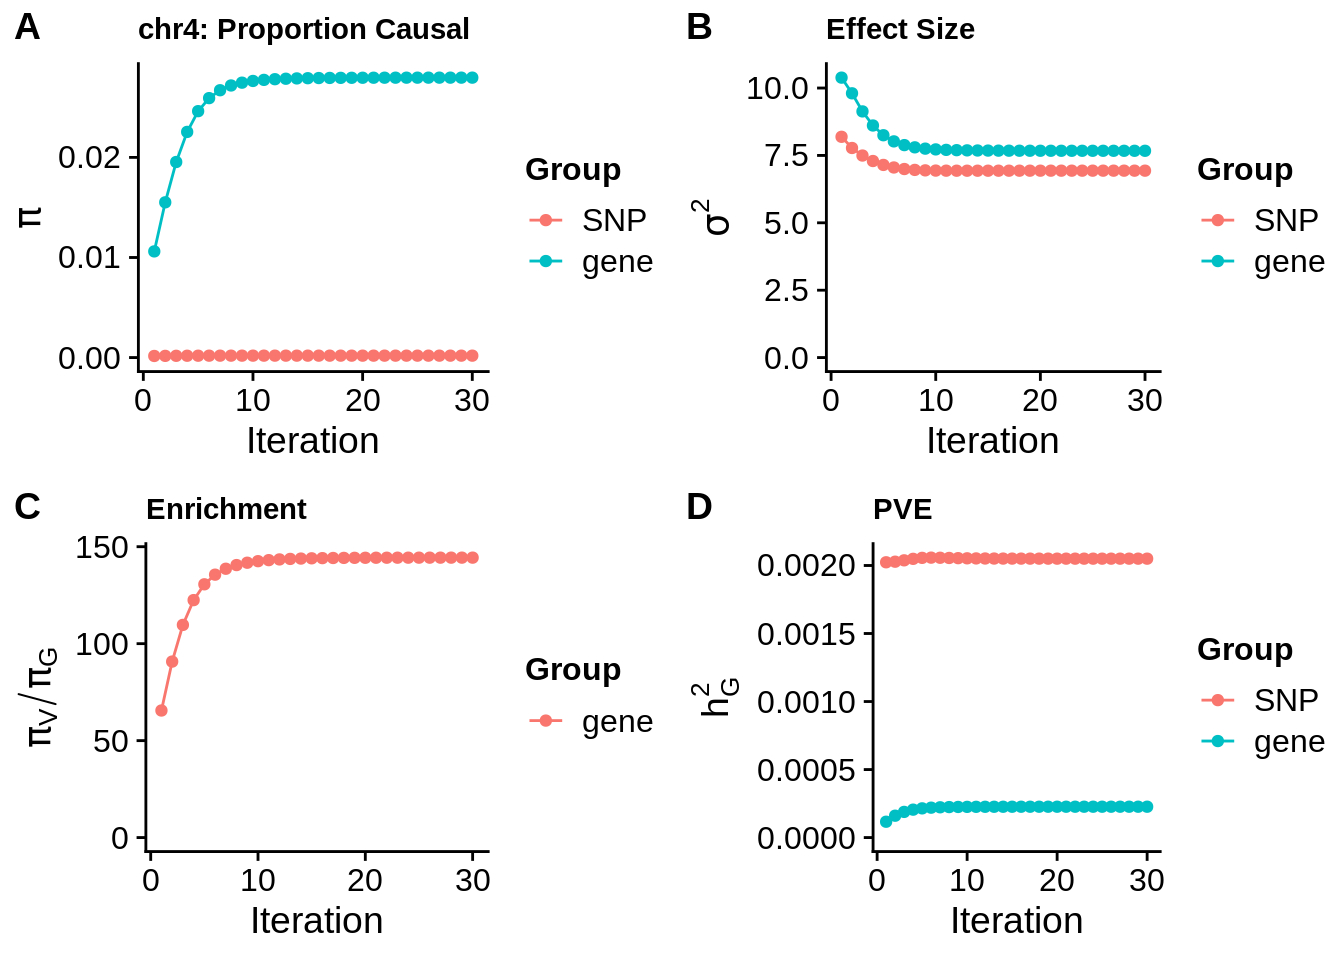 A
chr4: Proportion Causal
π
0.02
0.01
0.00
0 10 20 30
Iteration
Group
SNP
gene
B
Effect Size
σ²
10.0
7.5
5.0
2.5
0.0
0 10 20 30
Iteration
Group
SNP
gene
C
Enrichment
π_V/π_G
150
100
50
0
0 10 20 30
Iteration
Group
gene
D
PVE
h²_G
0.0020
0.0015
0.0010
0.0005
0.0000
0 10 20 30
Iteration
Group
SNP
gene